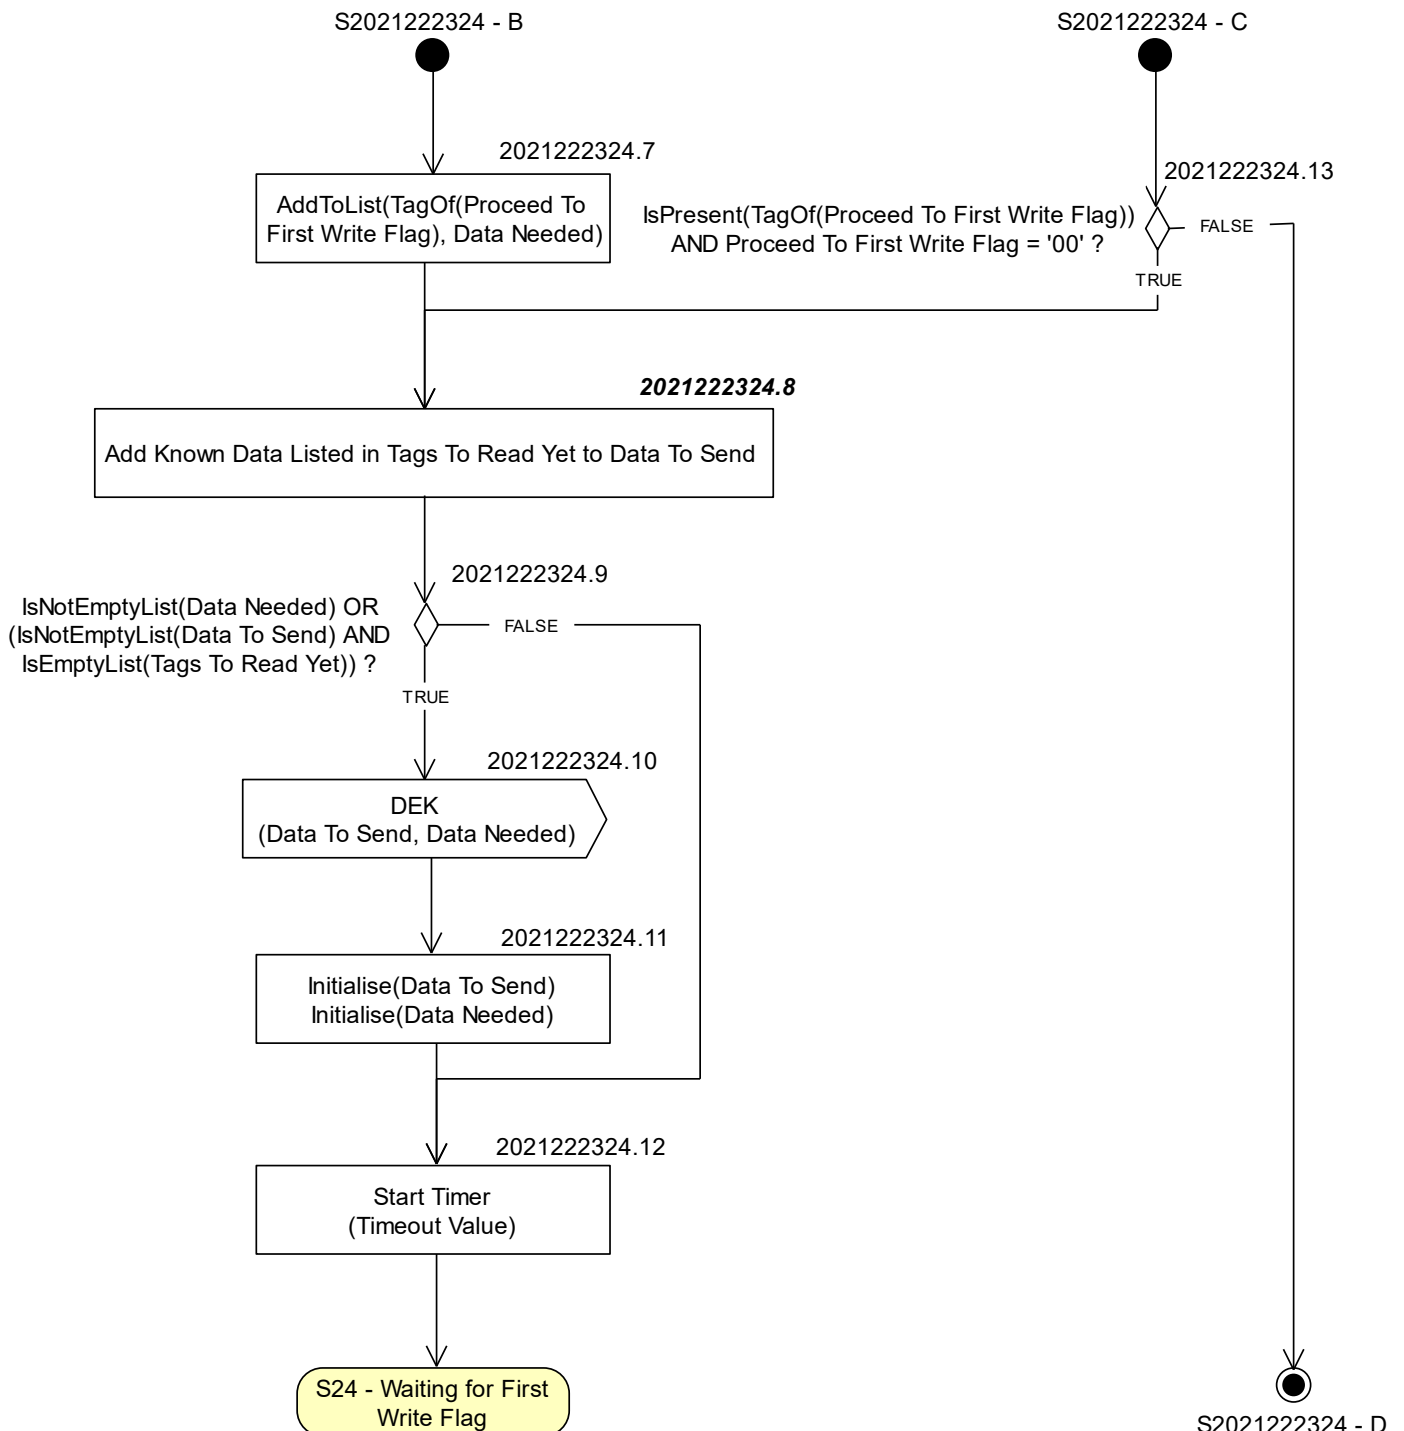 S2021222324 - B
S2021222324 - C
2021222324.7
AddToList(TagOf(Proceed To
First Write Flag), Data Needed)
2021222324.13
IsPresent(TagOf(Proceed To First Write Flag))
AND Proceed To First Write Flag = '00' ?
FALSE
TRUE
2021222324.8
Add Known Data Listed in Tags To Read Yet to Data To Send
2021222324.9
IsNotEmptyList(Data Needed) OR
(IsNotEmptyList(Data To Send) AND
IsEmptyList(Tags To Read Yet)) ?
FALSE
TRUE
2021222324.10
DEK
(Data To Send, Data Needed)
2021222324.11
Initialise(Data To Send)
Initialise(Data Needed)
2021222324.12
Start Timer
(Timeout Value)
S24 - Waiting for First
Write Flag
S2021222324 - D